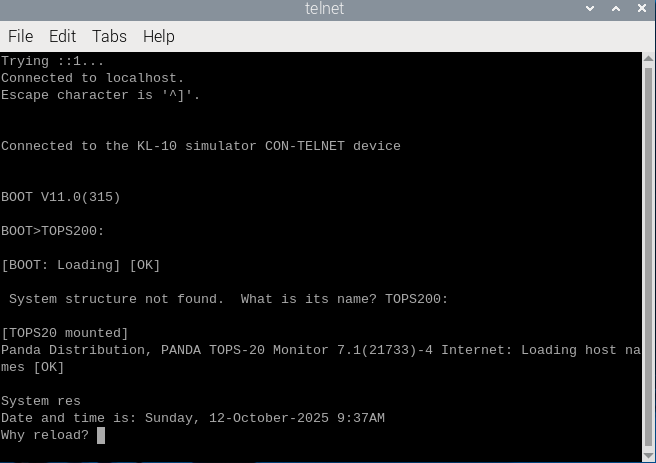 telnet
File Edit Tabs Help
Trying ::1...
Connected to localhost.
Escape character is '^]'.
Connected to the KL-10 simulator CON-TELNET device
BOOT V11.0(315)
BOOT>TOPS200:
[BOOT: Loading] [OK]
System structure not found.  What is its name? TOPS200:
[TOPS20 mounted]
Panda Distribution, PANDA TOPS-20 Monitor 7.1(21733)-4 Internet: Loading host na
mes [OK]
System res
Date and time is: Sunday, 12-October-2025 9:37AM
Why reload?